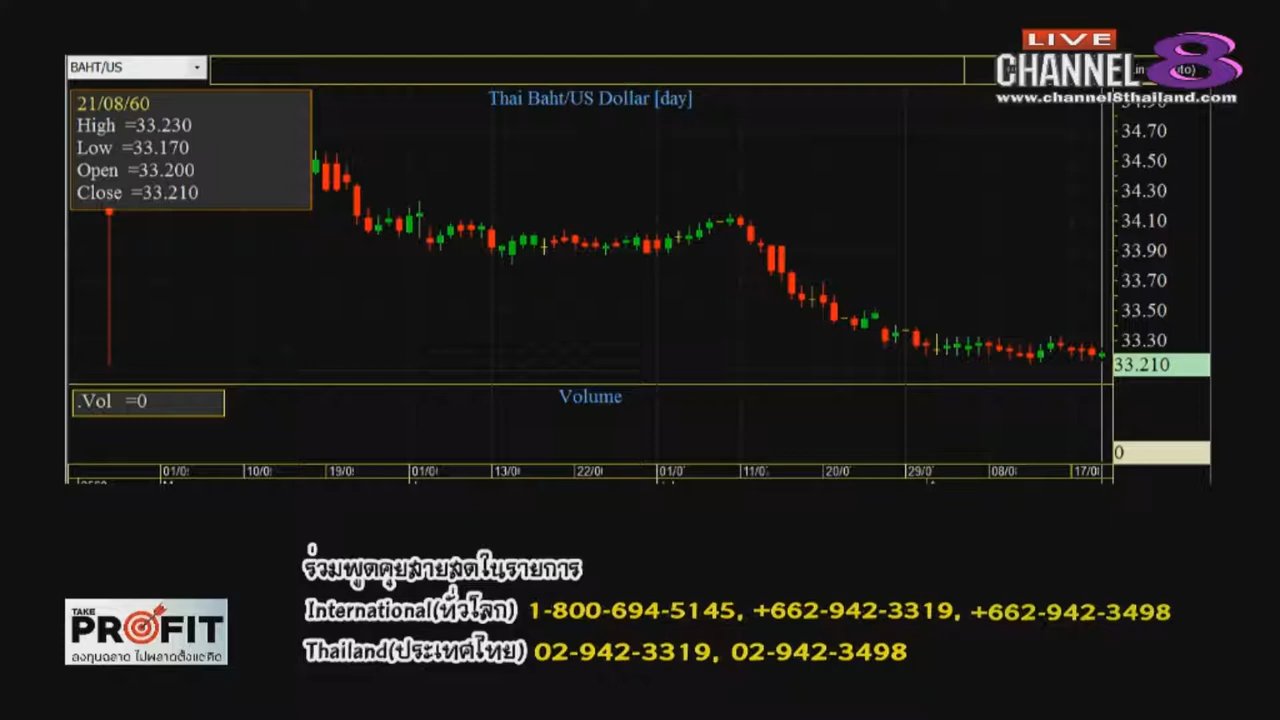 LIVE
CHANNEL 8
www.channel8thailand.com
BAHT/US
Thai Baht/US Dollar [day]
21/08/60
High =33.230
Low =33.170
Open =33.200
Close =33.210
34.70
34.50
34.30
34.10
33.90
33.70
33.50
33.30
33.210
.Vol =0
Volume
0
01/0 10/0 19/0 01/0 13/0 22/0 01/0 11/0 20/0 29/0 08/0 17/0
ร่วมพูดคุยสายสดในรายการ
International(ทั่วโลก) 1-800-694-5145, +662-942-3319, +662-942-3498
Thailand(ประเทศไทย) 02-942-3319, 02-942-3498
TAKE
PROFIT
ลงทุนฉลาด ไม่พลาดตั้งแต่คิด